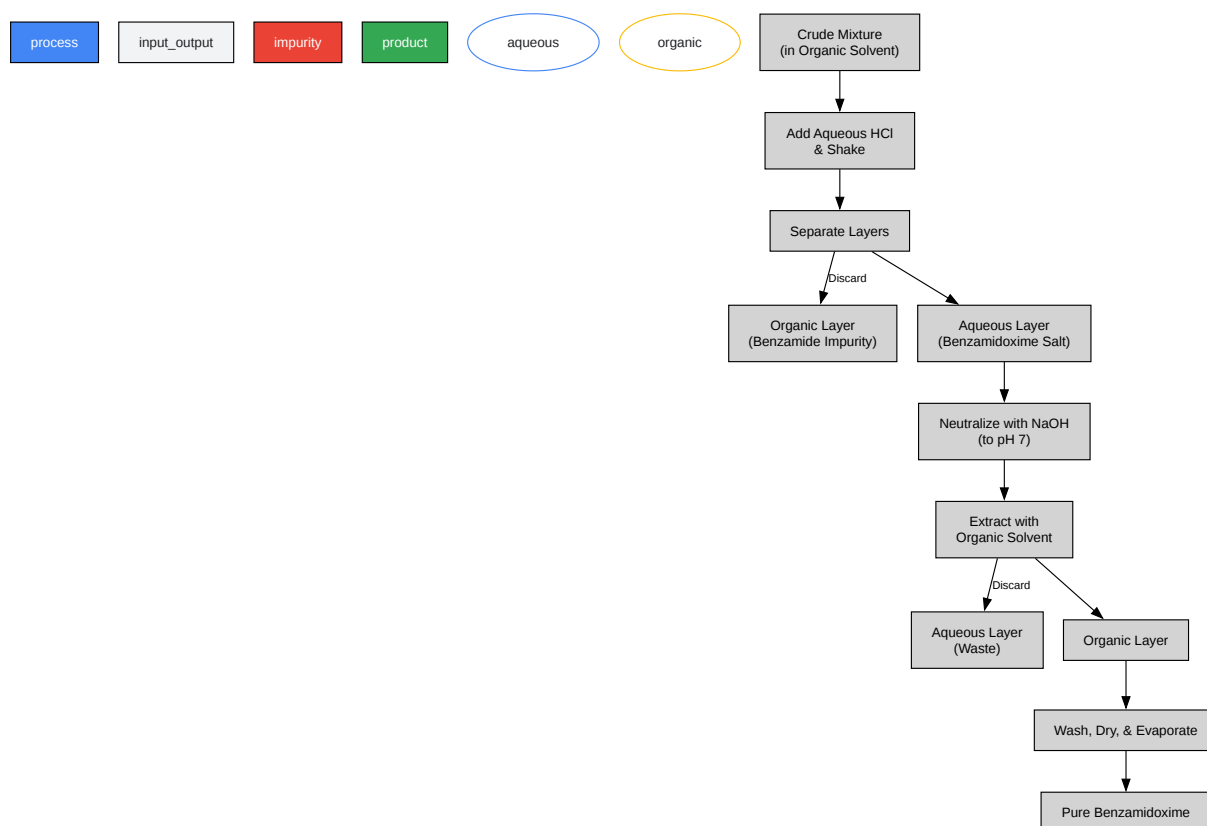 process
input_output
impurity
product
aqueous
organic
Crude Mixture
(in Organic Solvent)
Add Aqueous HCl
& Shake
Separate Layers
Discard
Organic Layer
(Benzamide Impurity)
Aqueous Layer
(Benzamidoxime Salt)
Neutralize with NaOH
(to pH 7)
Extract with
Organic Solvent
Discard
Aqueous Layer
(Waste)
Organic Layer
Wash, Dry, & Evaporate
Pure Benzamidoxime